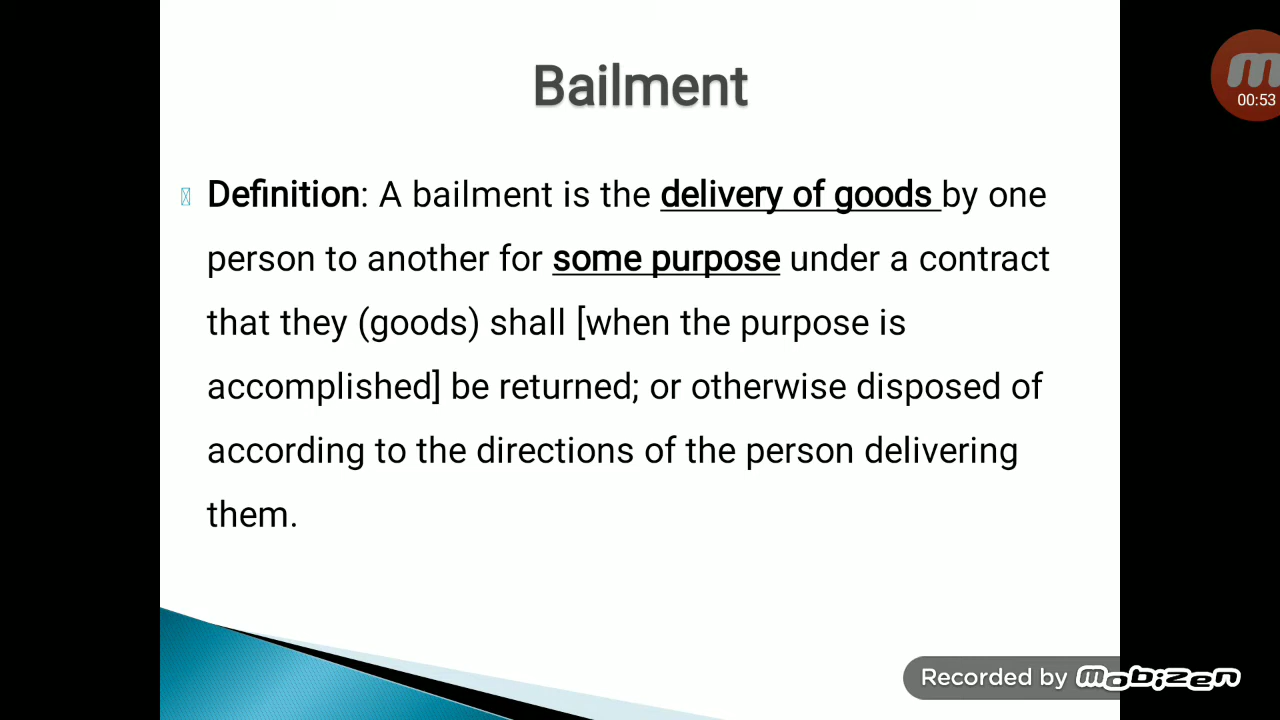 Bailment
00:53
Definition: A bailment is the delivery of goods by one
person to another for some purpose under a contract
that they (goods) shall [when the purpose is
accomplished] be returned; or otherwise disposed of
according to the directions of the person delivering
them.
Recorded by mobizen